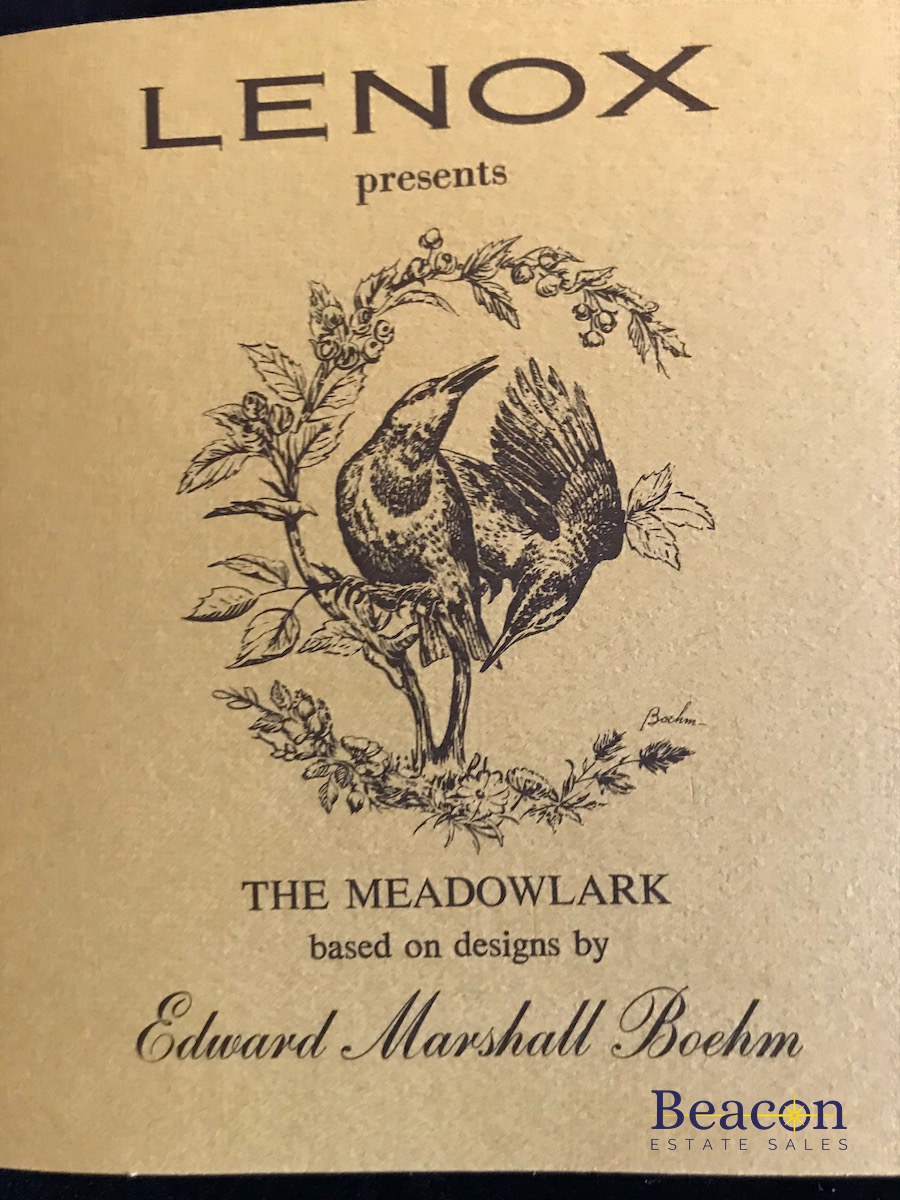 LENOX
presents
Boehm
THE MEADOWLARK
based on designs by
Edward Marshall Boehm
Beacon
ESTATE SALES